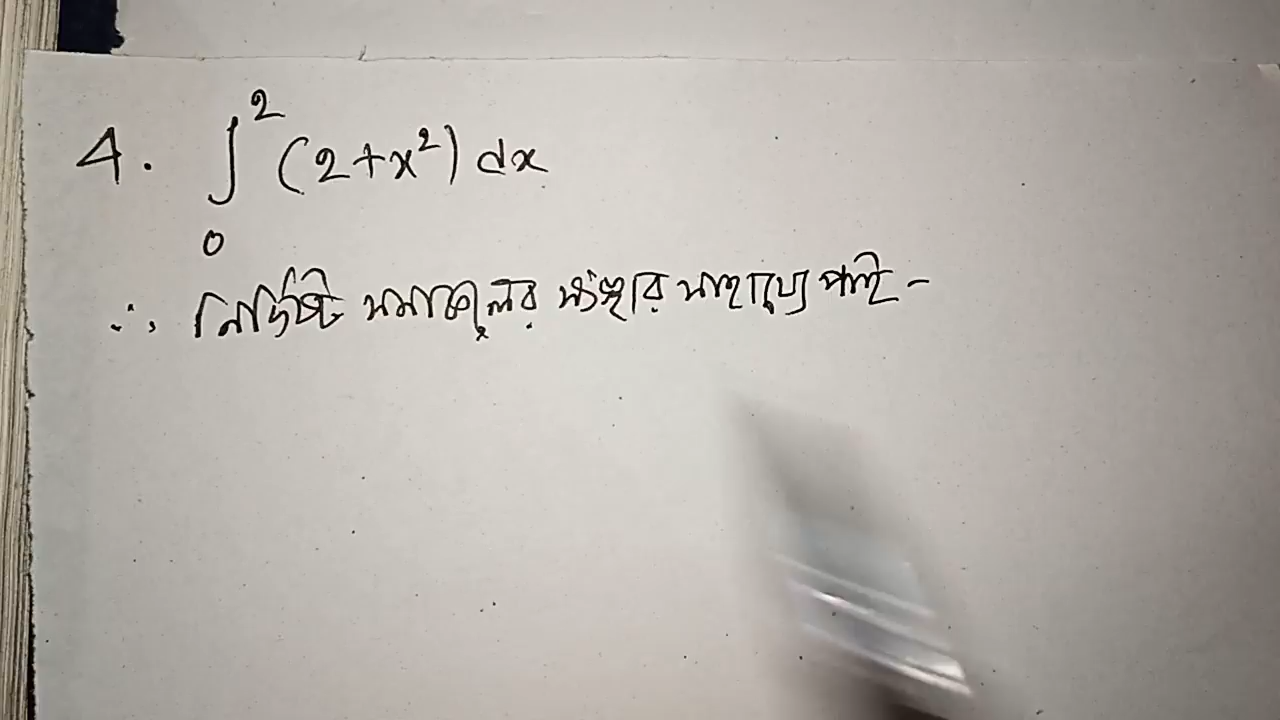 4. ∫₀² (2+x²) dx
∴ নির্দিষ্ট সমাকলের সংজ্ঞার সাহায্যে পাই -